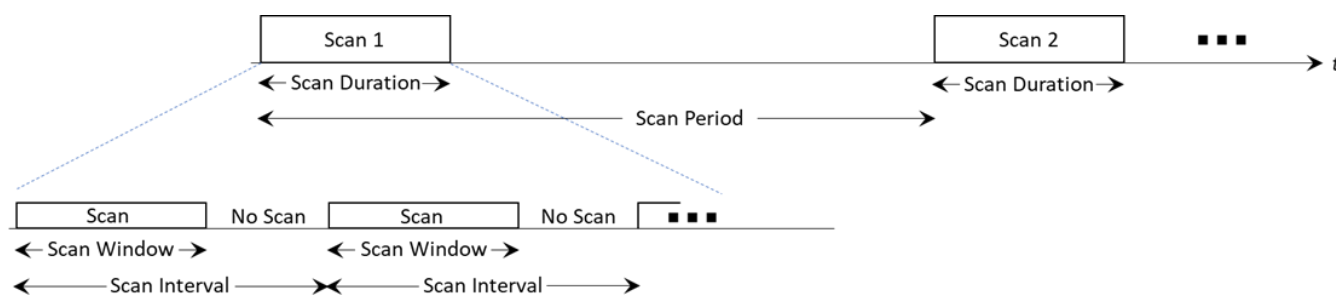 Scan 1 Scan 2
t
Scan Duration Scan Duration
Scan Period
Scan No Scan Scan No Scan
Scan Window Scan Window
Scan Interval Scan Interval